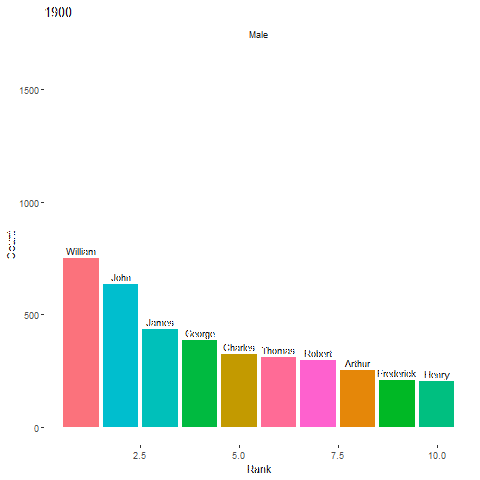 1900
Male
1500
1000
500
0
Count
William
John
James
George
Charles
Thomas
Robert
Arthur
Frederick
Henry
2.5
5.0
7.5
10.0
Rank